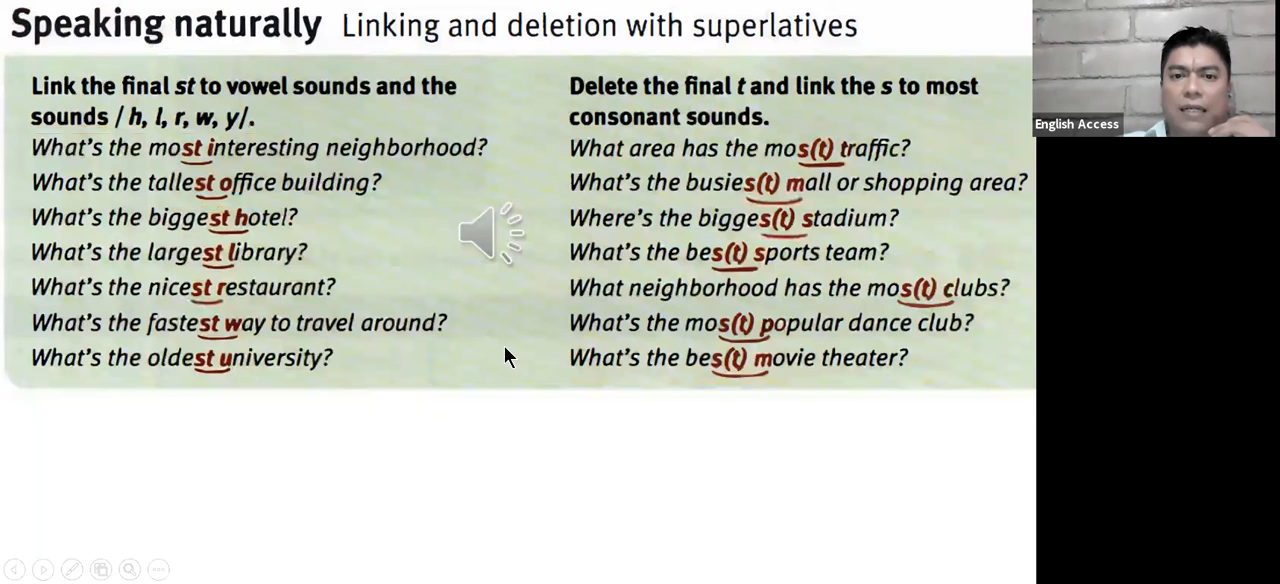 Speaking naturally Linking and deletion with superlatives
Link the final st to vowel sounds and the
sounds / h, l, r, w, y/.
What's the most interesting neighborhood?
What's the tallest office building?
What's the biggest hotel?
What's the largest library?
What's the nicest restaurant?
What's the fastest way to travel around?
What's the oldest university?
Delete the final t and link the s to most
consonant sounds.
What area has the mos(t) traffic?
What's the busies(t) mall or shopping area?
Where's the bigges(t) stadium?
What's the bes(t) sports team?
What neighborhood has the mos(t) clubs?
What's the mos(t) popular dance club?
What's the bes(t) movie theater?
English Access